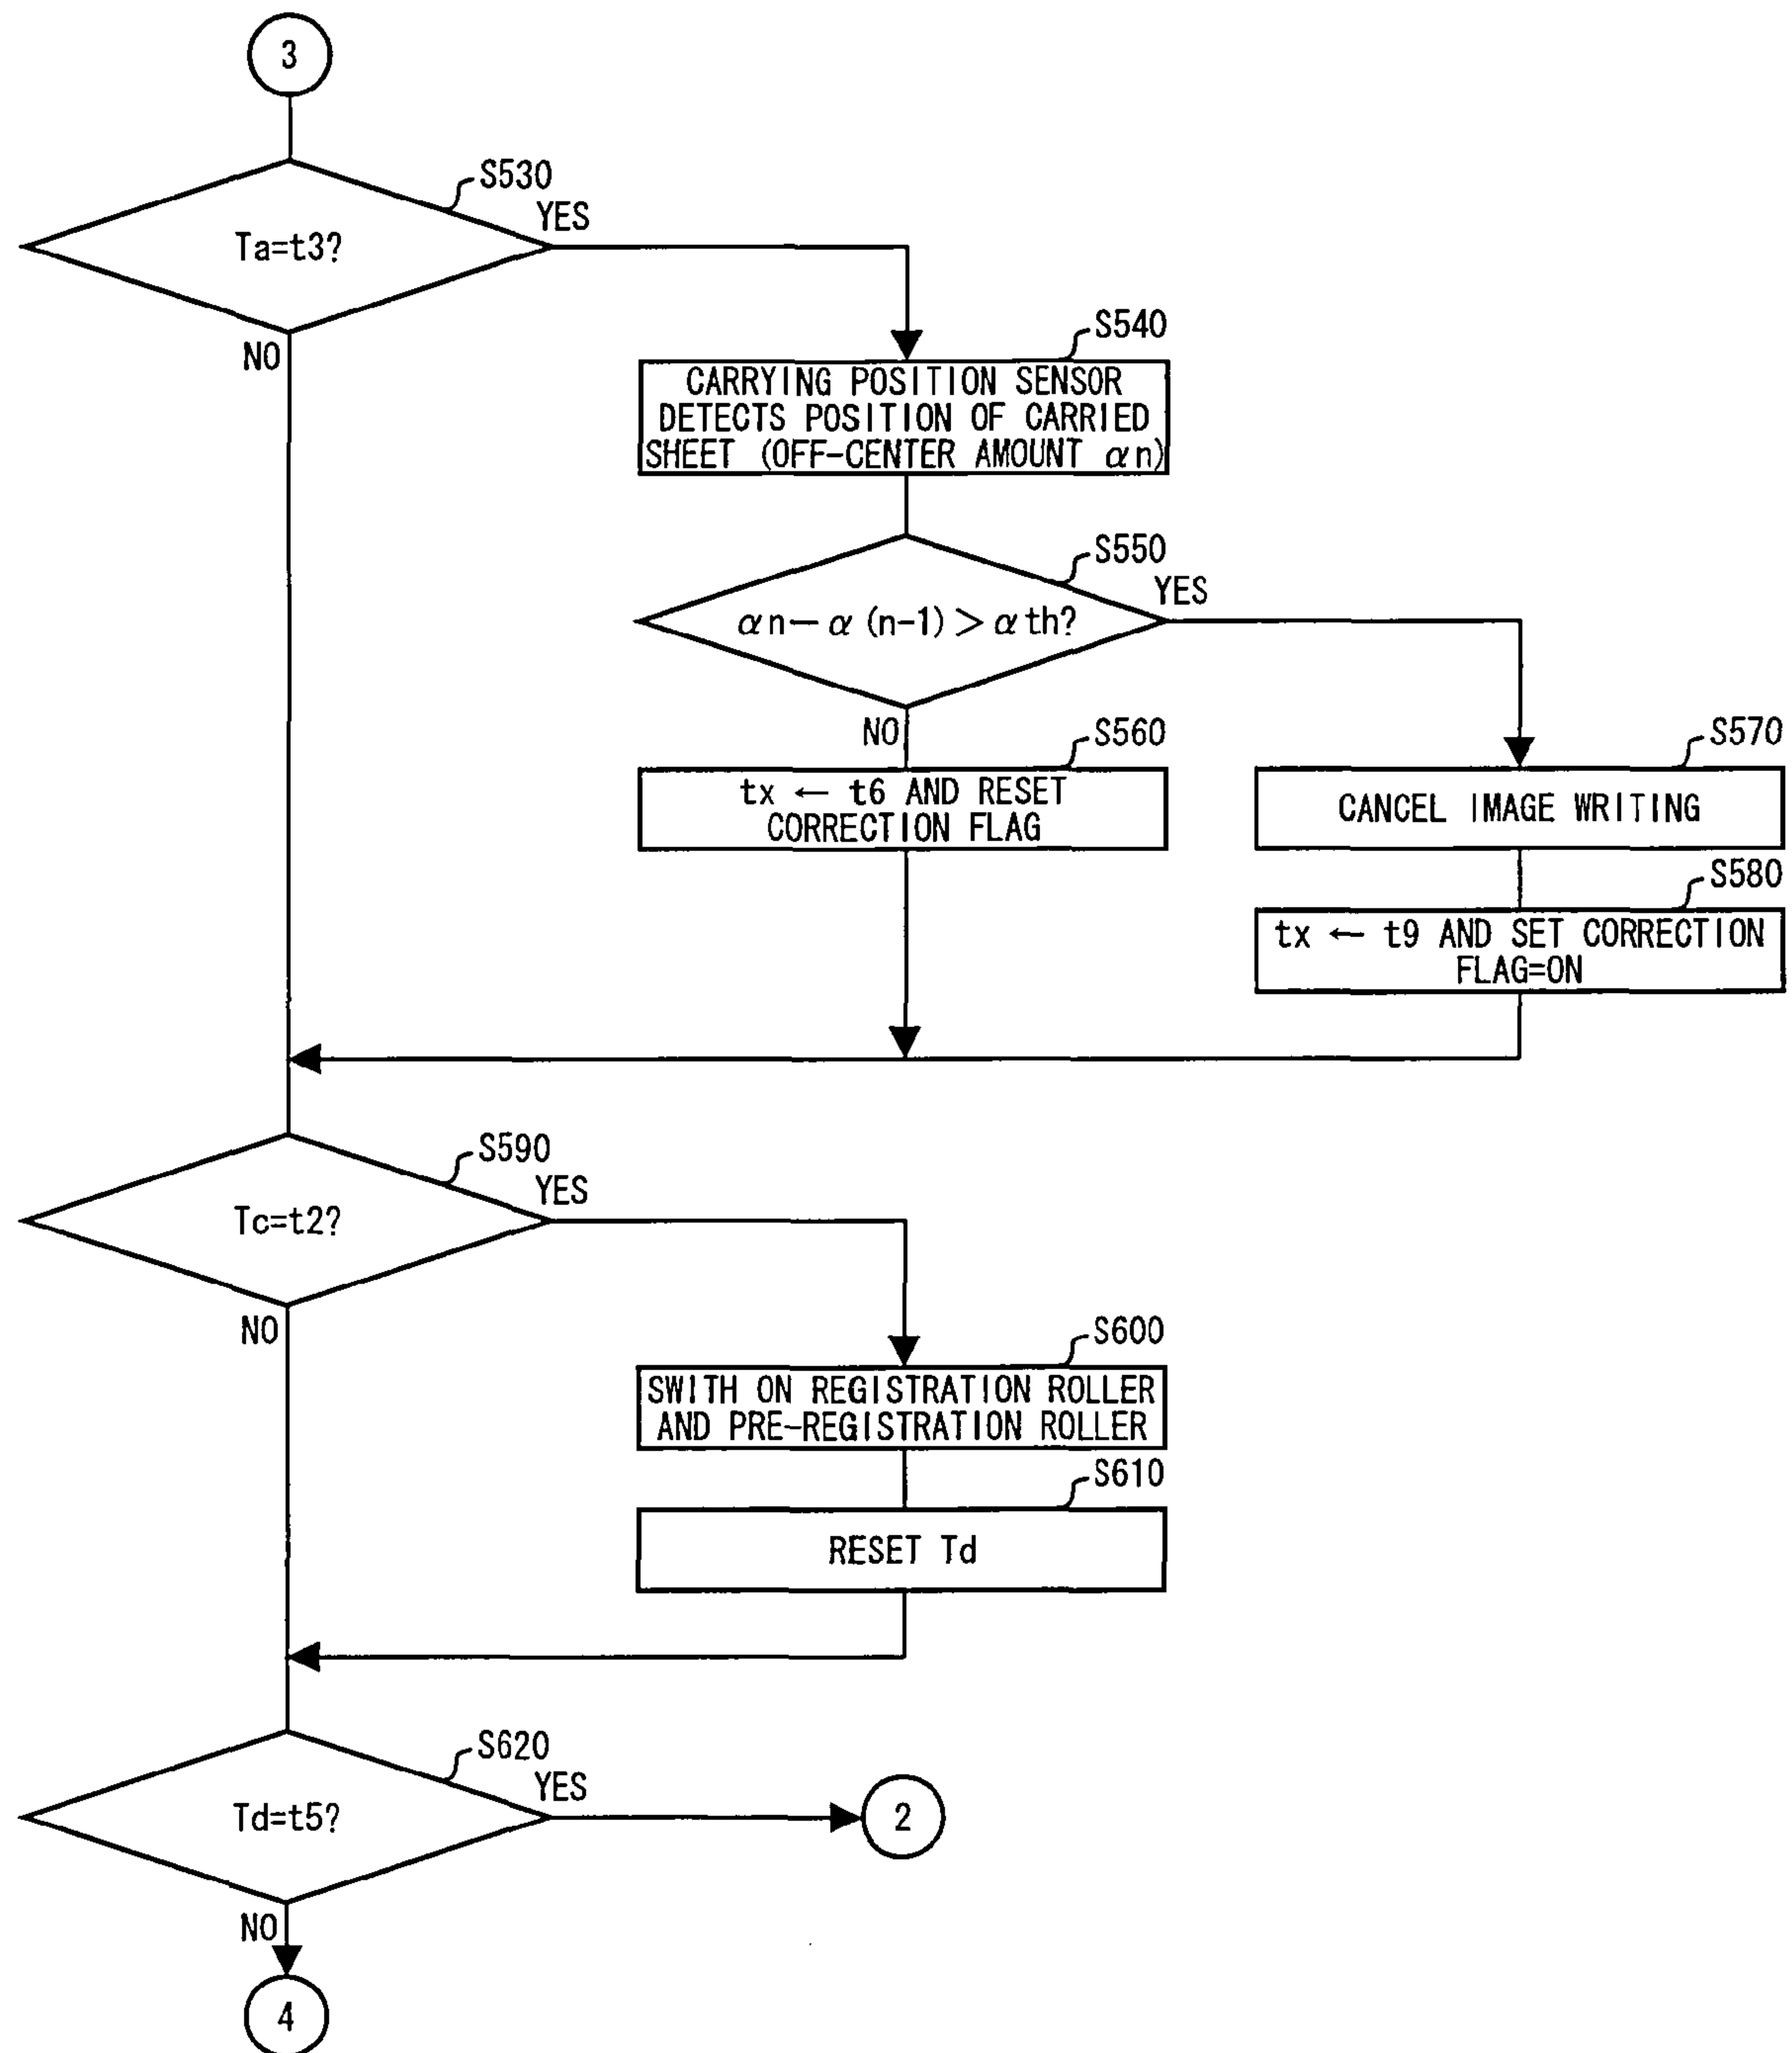 3
S530
YES
Ta=t3?
NO
S540
CARRYING POSITION SENSOR
DETECTS POSITION OF CARRIED
SHEET (OFF-CENTER AMOUNT αn)
S550
YES
αn－α(n-1)＞αth?
NO
S560
tx ← t6 AND RESET
CORRECTION FLAG
S570
CANCEL IMAGE WRITING
S580
tx ← t9 AND SET CORRECTION
FLAG=ON
S590
YES
Tc=t2?
NO
S600
SWITH ON REGISTRATION ROLLER
AND PRE-REGISTRATION ROLLER
S610
RESET Td
S620
YES
Td=t5?
2
NO
4